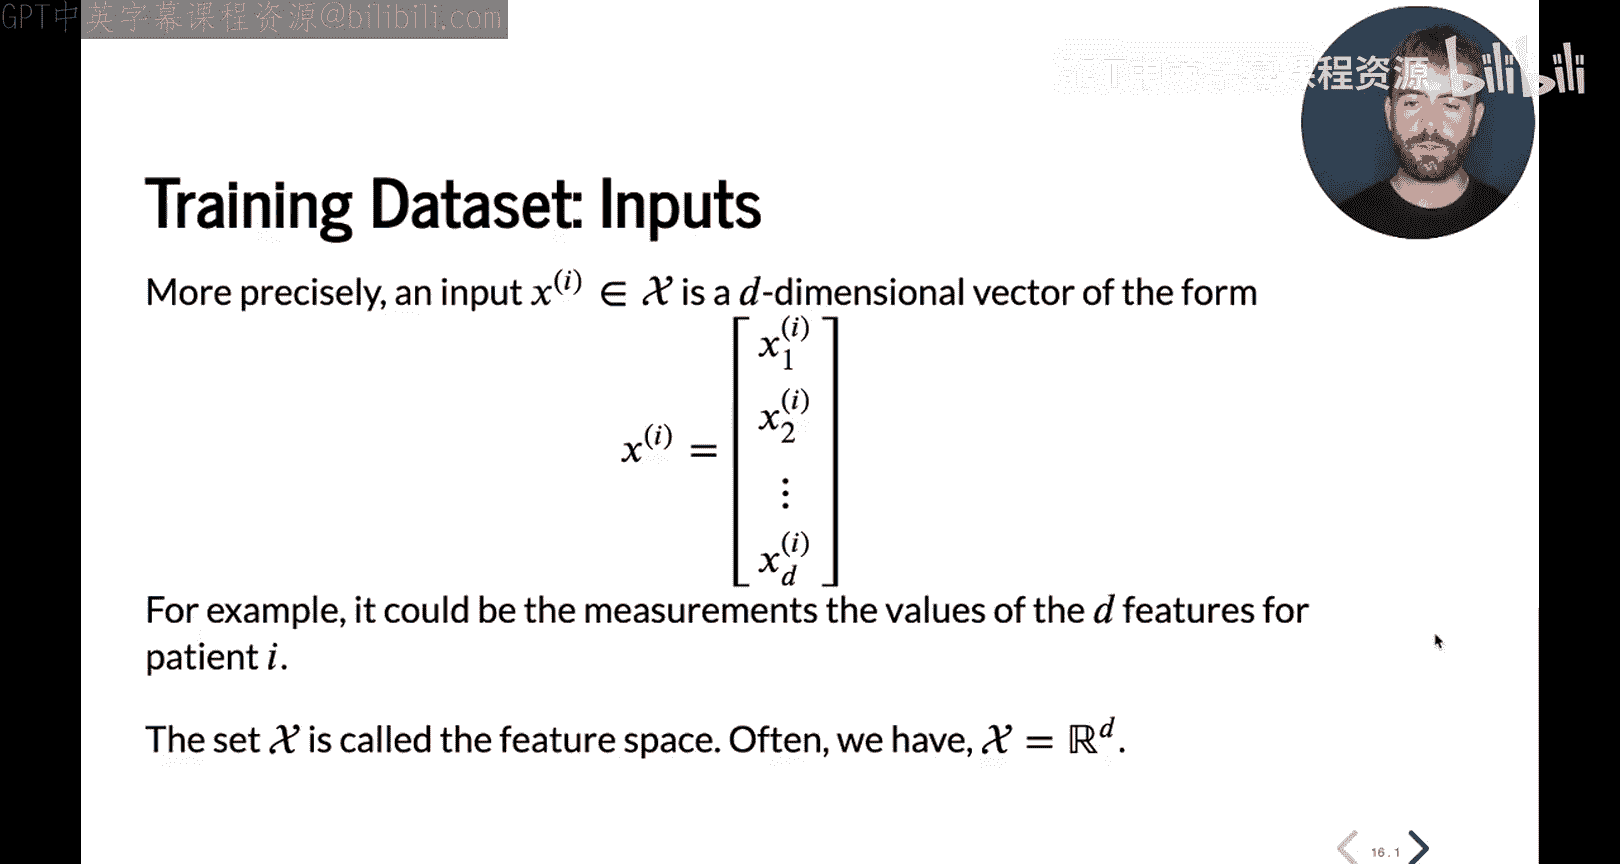 GPT中英字幕课程资源@bilibili.com
课程资源 bilibili
Training Dataset: Inputs
More precisely, an input x^(i) ∈ 𝒳 is a d-dimensional vector of the form
x^(i) = [ x_1^(i)
x_2^(i)
⋮
x_d^(i) ]
For example, it could be the measurements the values of the d features for
patient i.
The set 𝒳 is called the feature space. Often, we have, 𝒳 = ℝ^d.
16.1